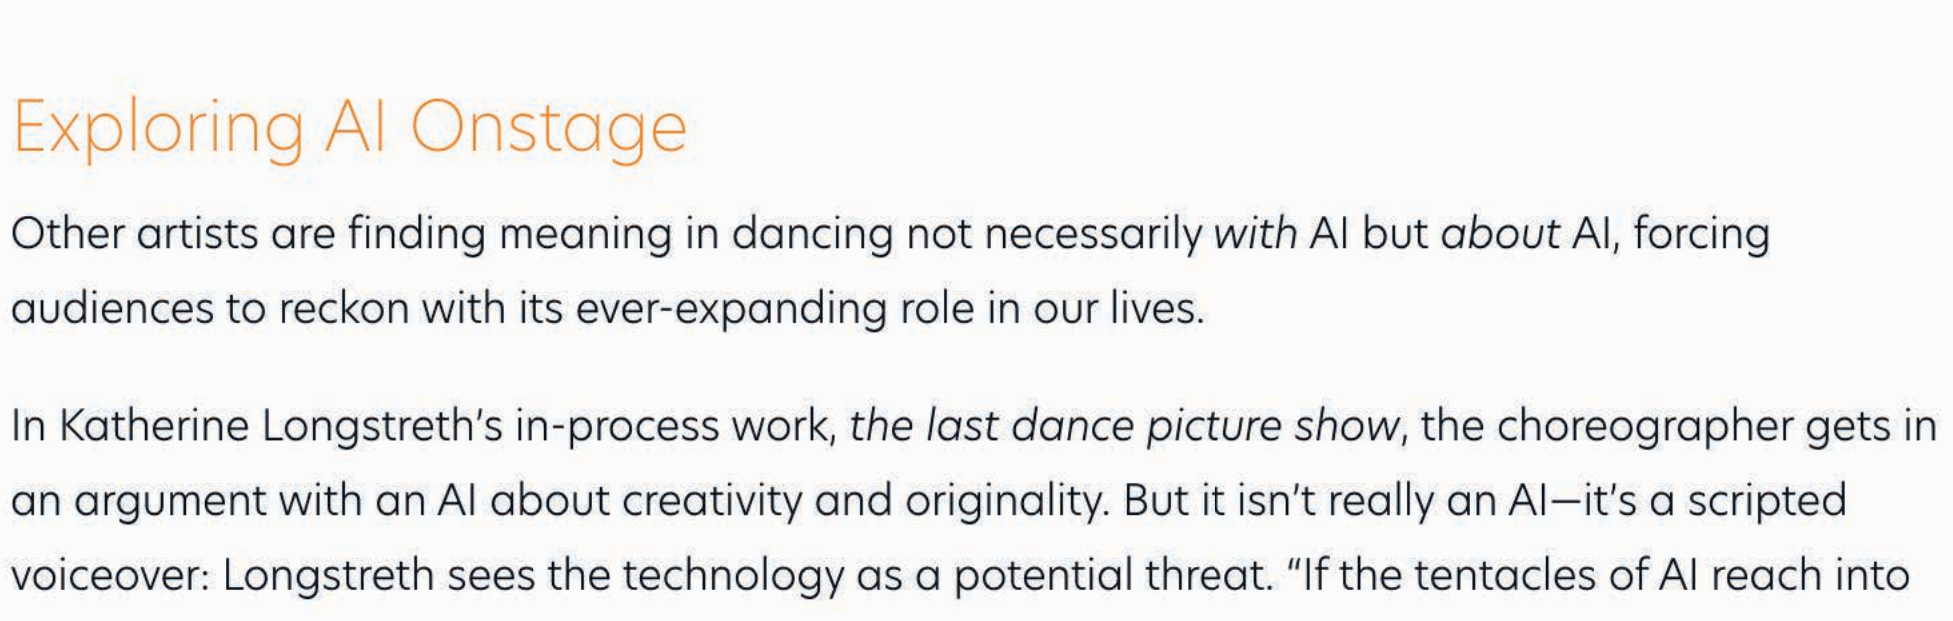 Exploring AI Onstage
Other artists are finding meaning in dancing not necessarily with AI but about AI, forcing
audiences to reckon with its ever-expanding role in our lives.
In Katherine Longstreth’s in-process work, the last dance picture show, the choreographer gets in
an argument with an AI about creativity and originality. But it isn’t really an AI—it’s a scripted
voiceover: Longstreth sees the technology as a potential threat. “If the tentacles of AI reach into